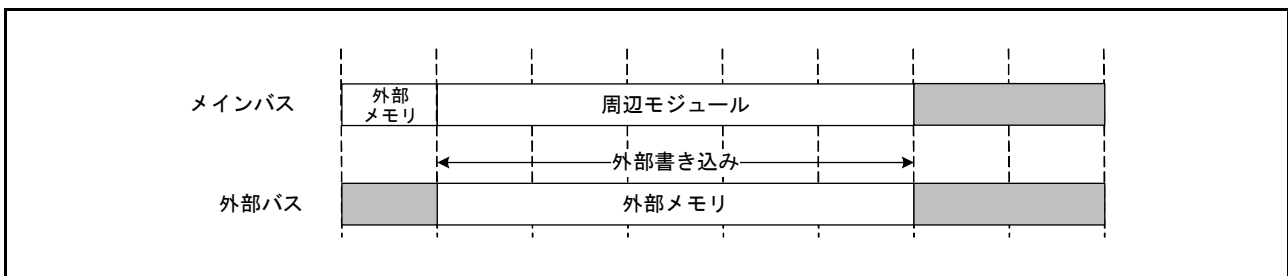 メインバス
外部
メモリ
周辺モジュール
外部書き込み
外部バス
外部メモリ